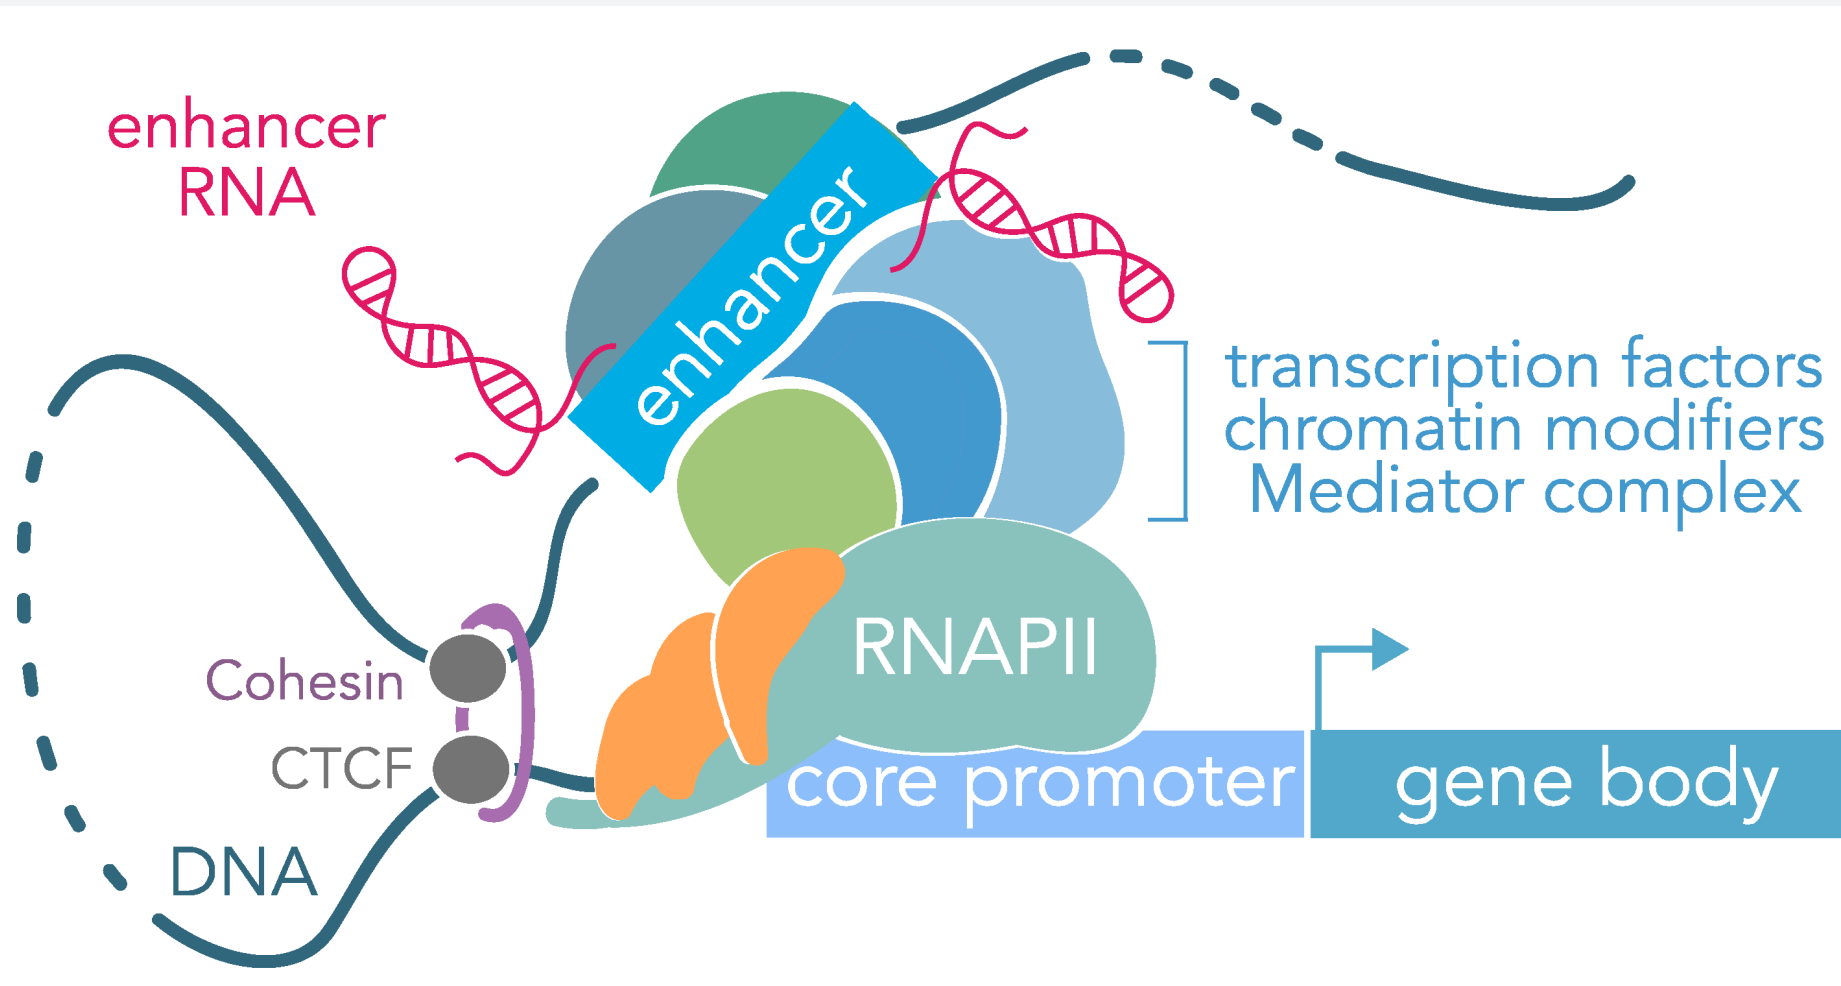 enhancer
RNA
enhancer
transcription factors
chromatin modifiers
Mediator complex
RNAPII
Cohesin
CTCF
core promoter
gene body
DNA